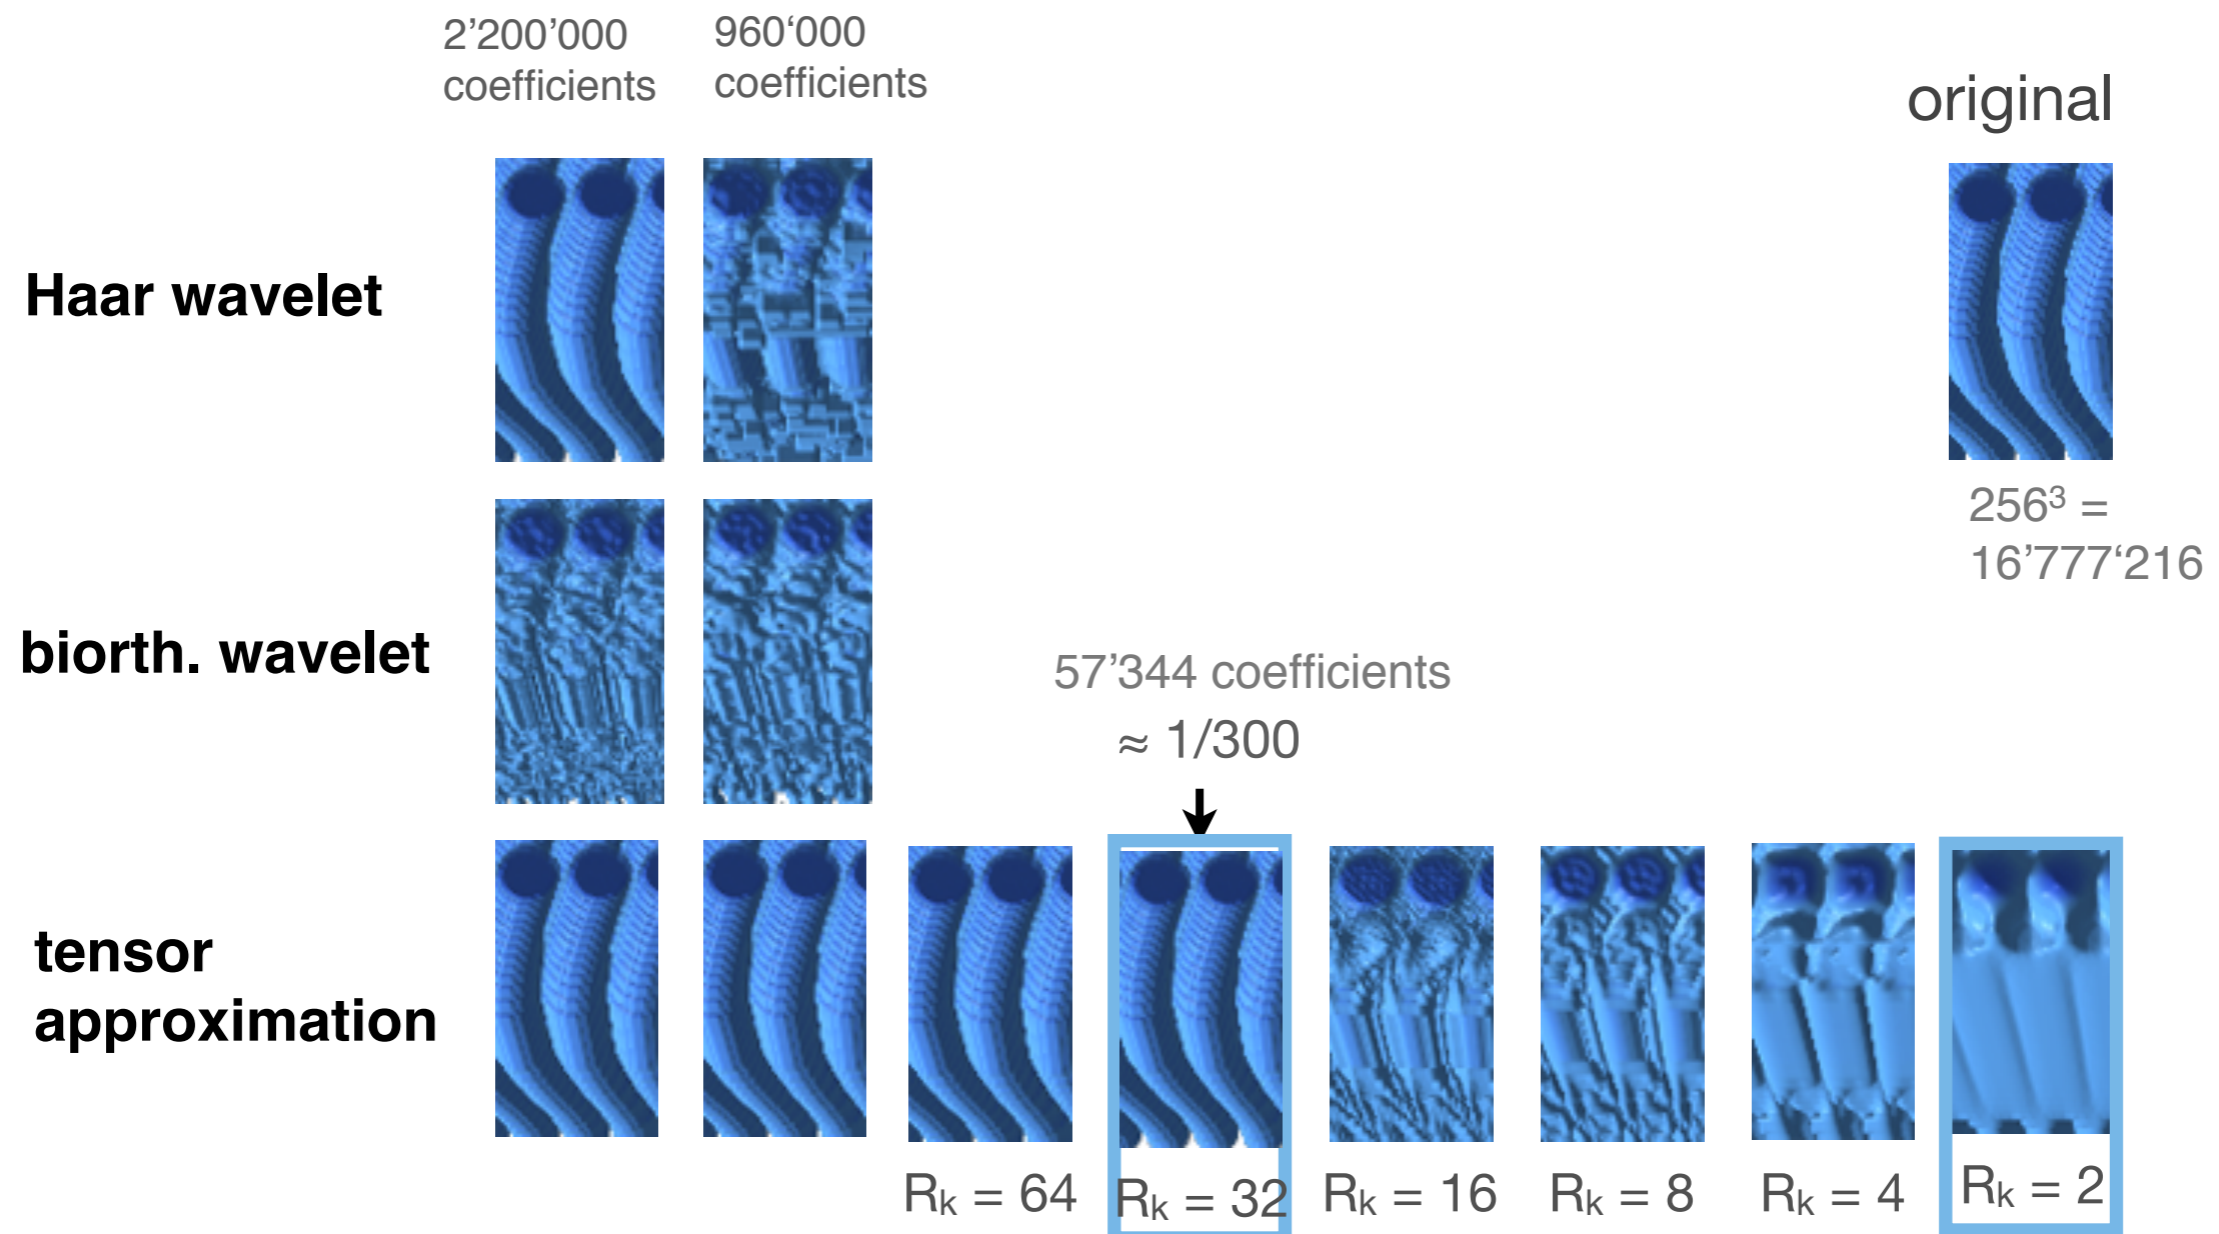 2’200’000
coefficients
960‘000
coefficients
original
Haar wavelet
256³ =
16’777‘216
biorth. wavelet
57’344 coefficients
≈ 1/300
tensor
approximation
Rₖ = 64
Rₖ = 32
Rₖ = 16
Rₖ = 8
Rₖ = 4
Rₖ = 2